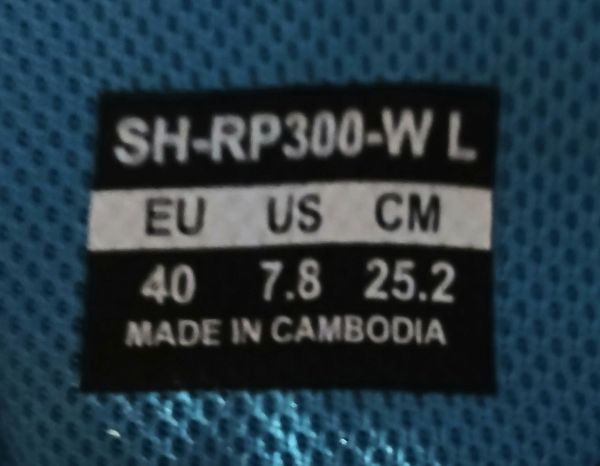 SH-RP300-W L
EU US CM
40 7.8 25.2
MADE IN CAMBODIA